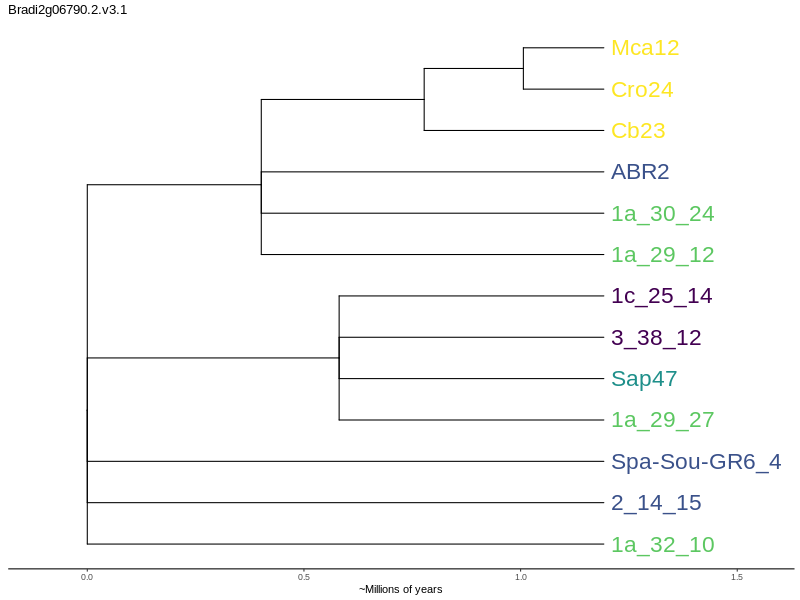 Bradi2g06790.2.v3.1
Mca12
Cro24
Cb23
ABR2
1a_30_24
1a_29_12
1c_25_14
3_38_12
Sap47
1a_29_27
Spa-Sou-GR6_4
2_14_15
1a_32_10
0.0 0.5 1.0 1.5
~Millions of years